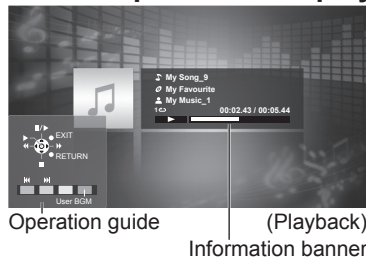 My Song_9
My Favourite
My Music_1
1
00:02.43 / 00:05.44
EXIT
RETURN
User BGM
Operation guide
(Playback)
Information banner